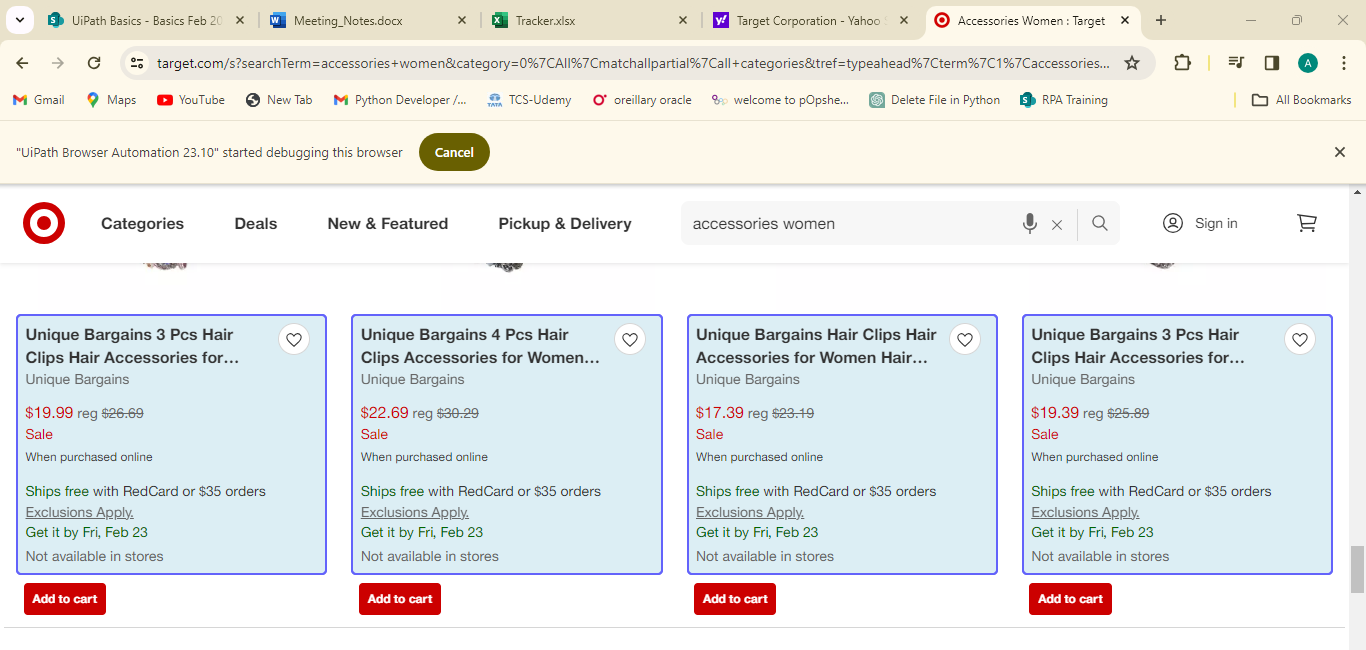 UiPath Basics - Basics Feb 20
Meeting_Notes.docx
Tracker.xlsx
Target Corporation - Yahoo
Accessories Women : Target
target.com/s?searchTerm=accessories+women&category=0%7CAll%7Cmatchallpartial%7Call+categories&tref=typeahead%7Cterm%7C1%7Caccessories...
A
Gmail
Maps
YouTube
New Tab
Python Developer /...
TCS-Udemy
oreillary oracle
welcome to pOpshe...
Delete File in Python
RPA Training
All Bookmarks
"UiPath Browser Automation 23.10" started debugging this browser
Cancel
Categories
Deals
New & Featured
Pickup & Delivery
accessories women
Sign in
Unique Bargains 3 Pcs Hair
Clips Hair Accessories for...
Unique Bargains
$19.99 reg $26.69
Sale
When purchased online
Ships free with RedCard or $35 orders
Exclusions Apply.
Get it by Fri, Feb 23
Not available in stores
Add to cart
Unique Bargains 4 Pcs Hair
Clips Accessories for Women...
Unique Bargains
$22.69 reg $30.29
Sale
When purchased online
Ships free with RedCard or $35 orders
Exclusions Apply.
Get it by Fri, Feb 23
Not available in stores
Add to cart
Unique Bargains Hair Clips Hair
Accessories for Women Hair...
Unique Bargains
$17.39 reg $23.19
Sale
When purchased online
Ships free with RedCard or $35 orders
Exclusions Apply.
Get it by Fri, Feb 23
Not available in stores
Add to cart
Unique Bargains 3 Pcs Hair
Clips Hair Accessories for...
Unique Bargains
$19.39 reg $25.89
Sale
When purchased online
Ships free with RedCard or $35 orders
Exclusions Apply.
Get it by Fri, Feb 23
Not available in stores
Add to cart